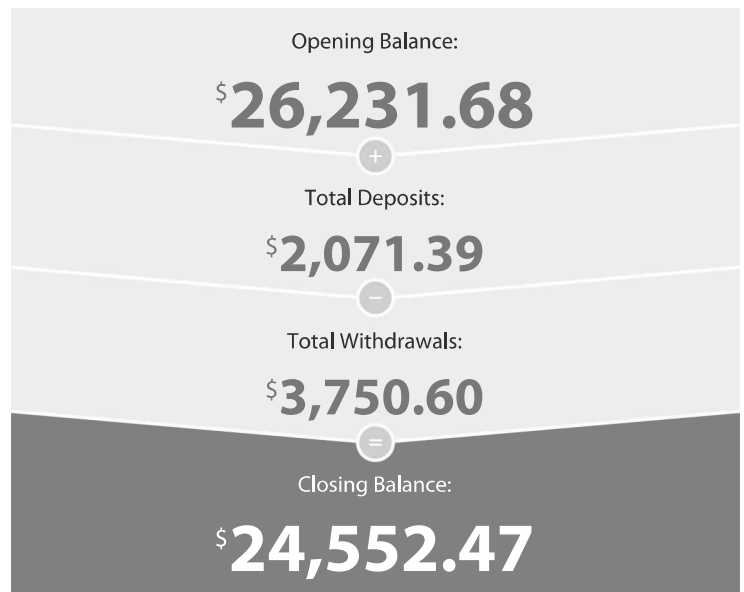 Opening Balance:
$26,231.68
+
Total Deposits:
$2,071.39
−
Total Withdrawals:
$3,750.60
=
Closing Balance:
$24,552.47